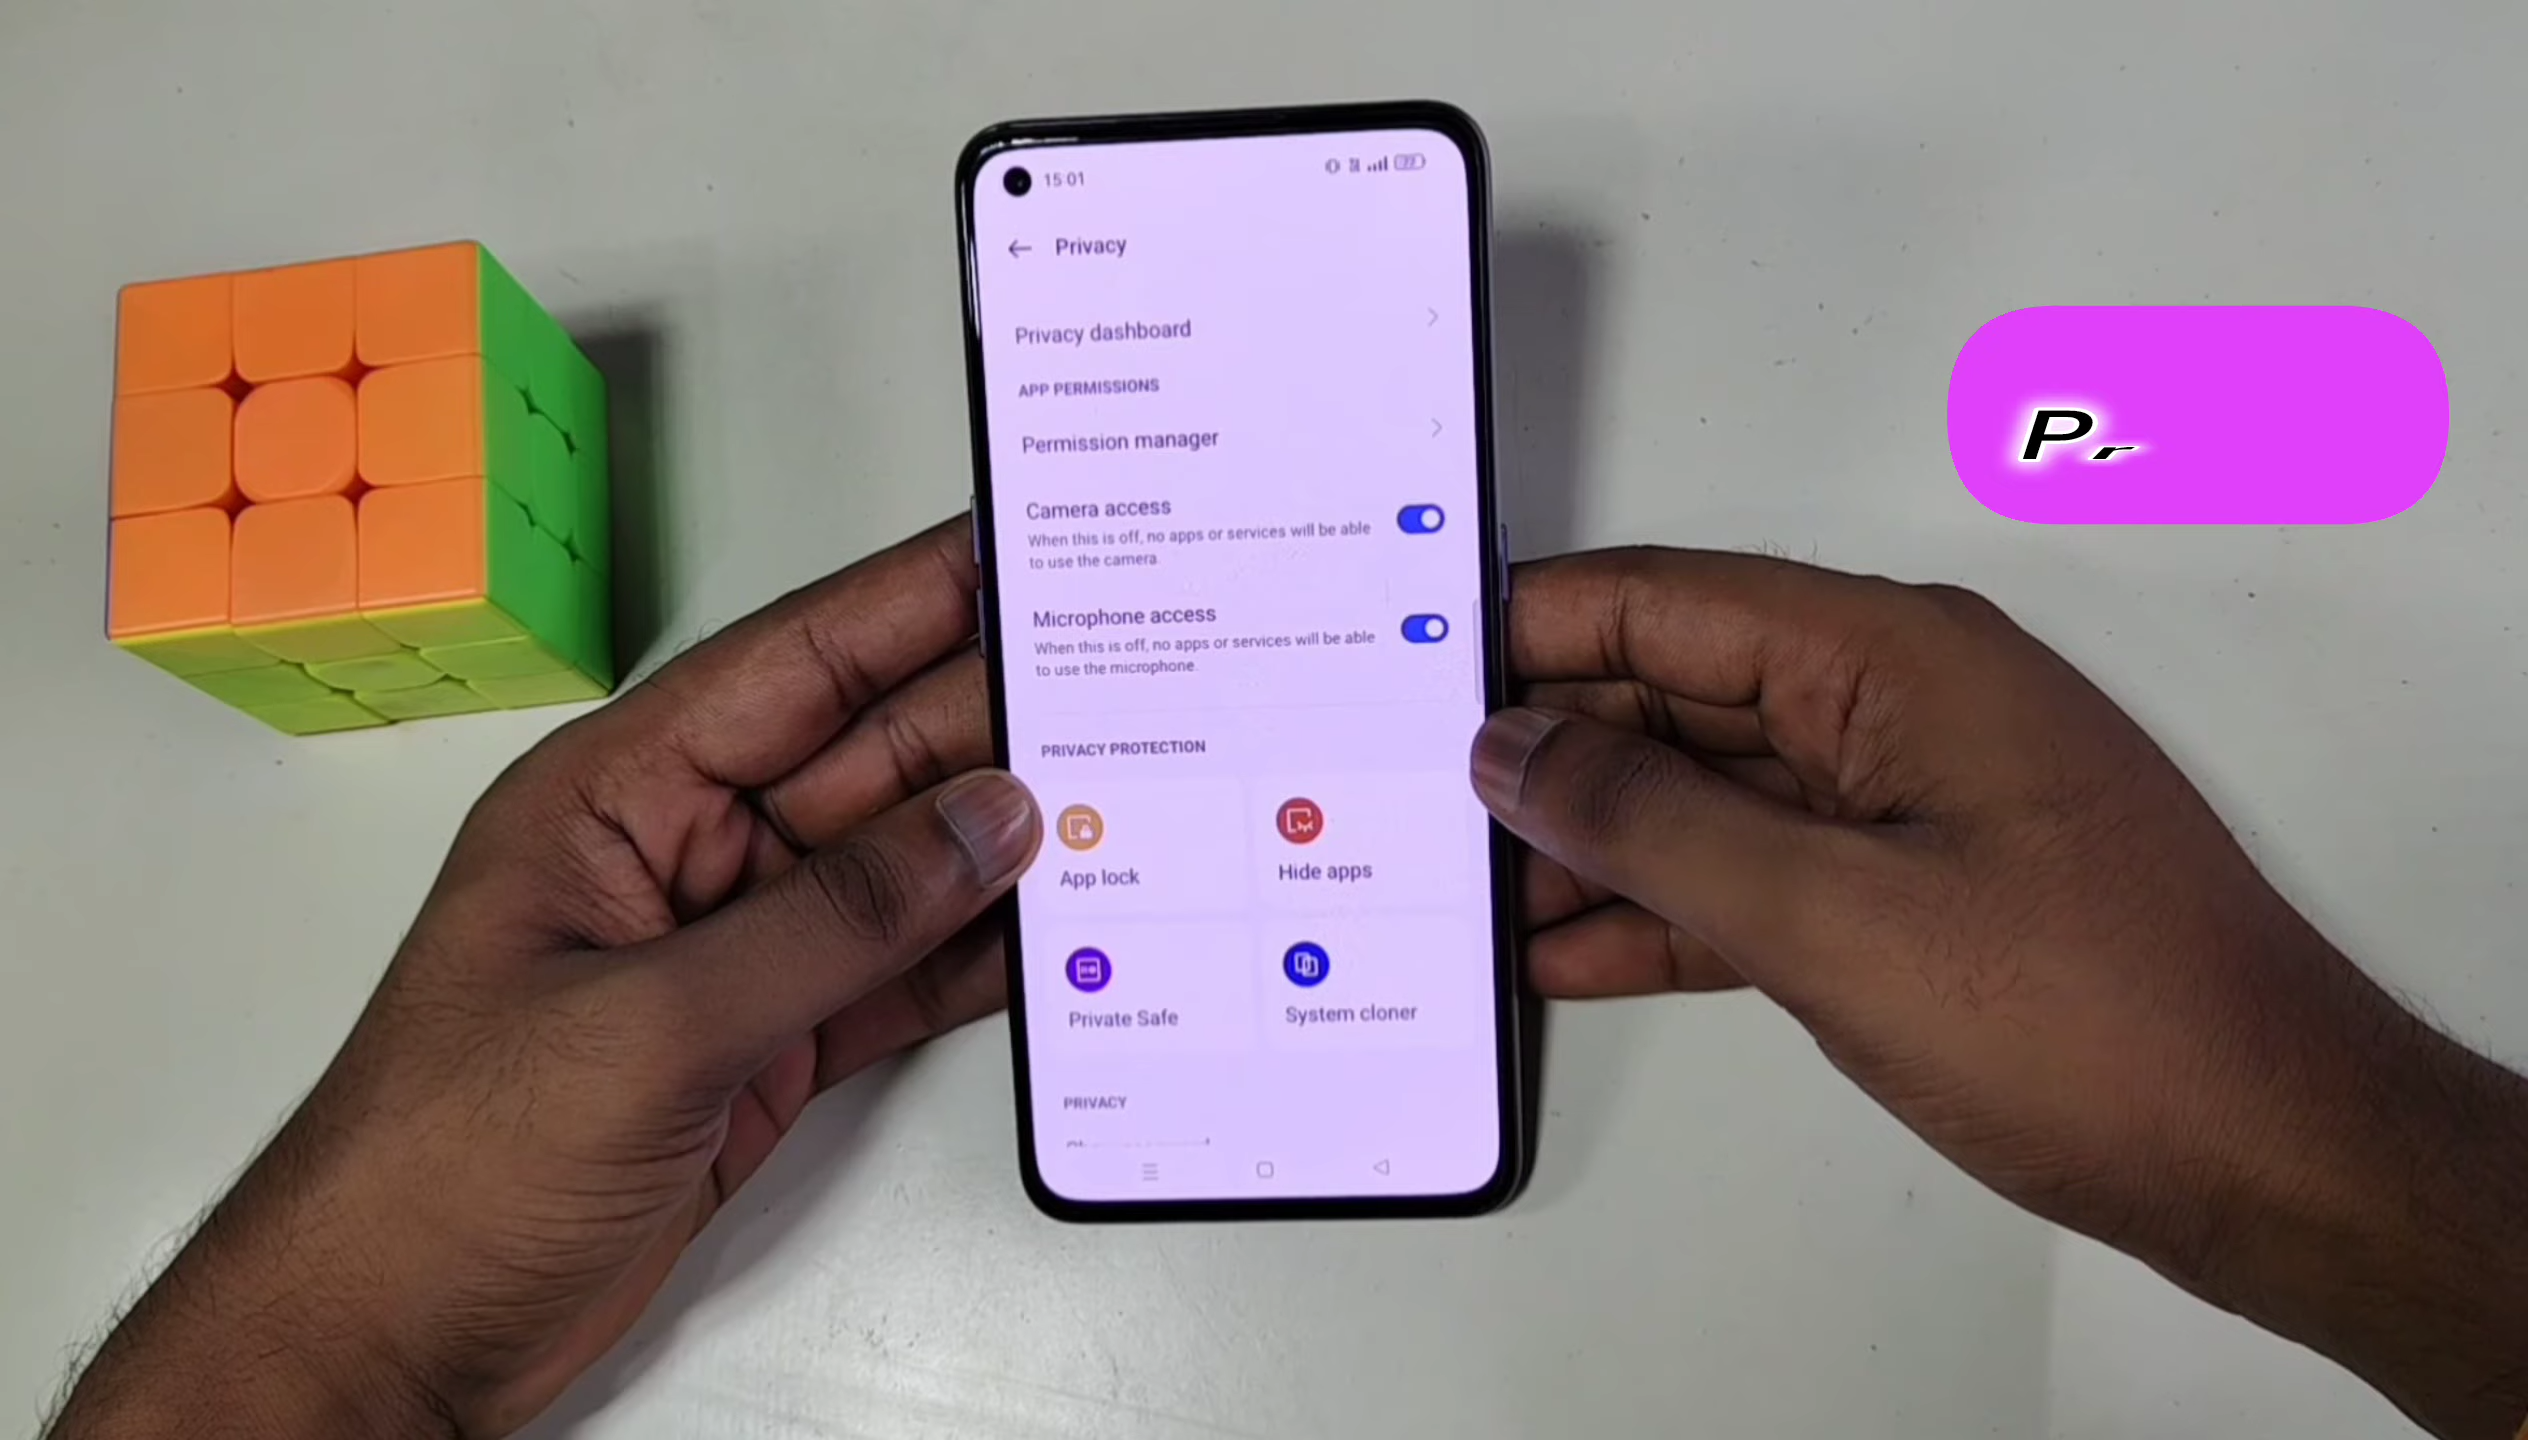 15:01
Privacy
Privacy dashboard
APP PERMISSIONS
Permission manager
Camera access
When this is off, no apps or services will be able
to use the camera.
Microphone access
When this is off, no apps or services will be able
to use the microphone.
PRIVACY PROTECTION
App lock
Hide apps
Private Safe
System cloner
PRIVACY
Pr